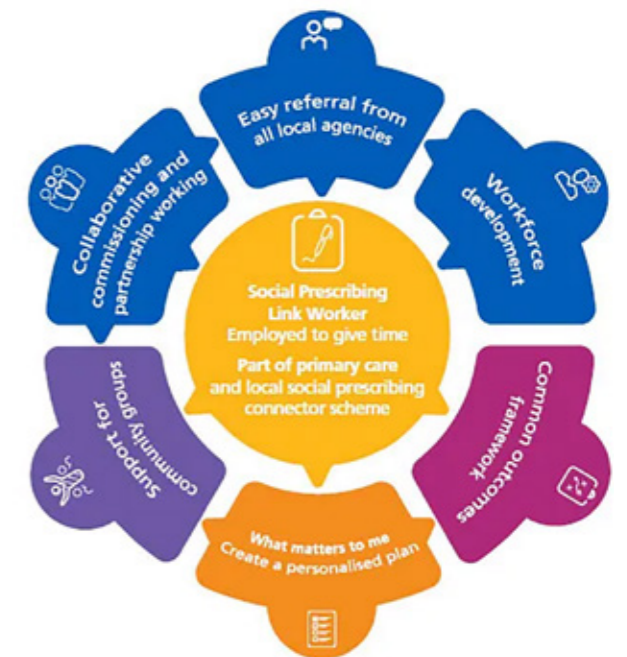 Easy referral from
all local agencies
Workforce
development
Common outcomes
framework
What matters to me
Create a personalised plan
Support for
community groups
Collaborative
commissioning and
partnership working
Social Prescribing
Link Worker
Employed to give time
Part of primary care
and local social prescribing
connector scheme